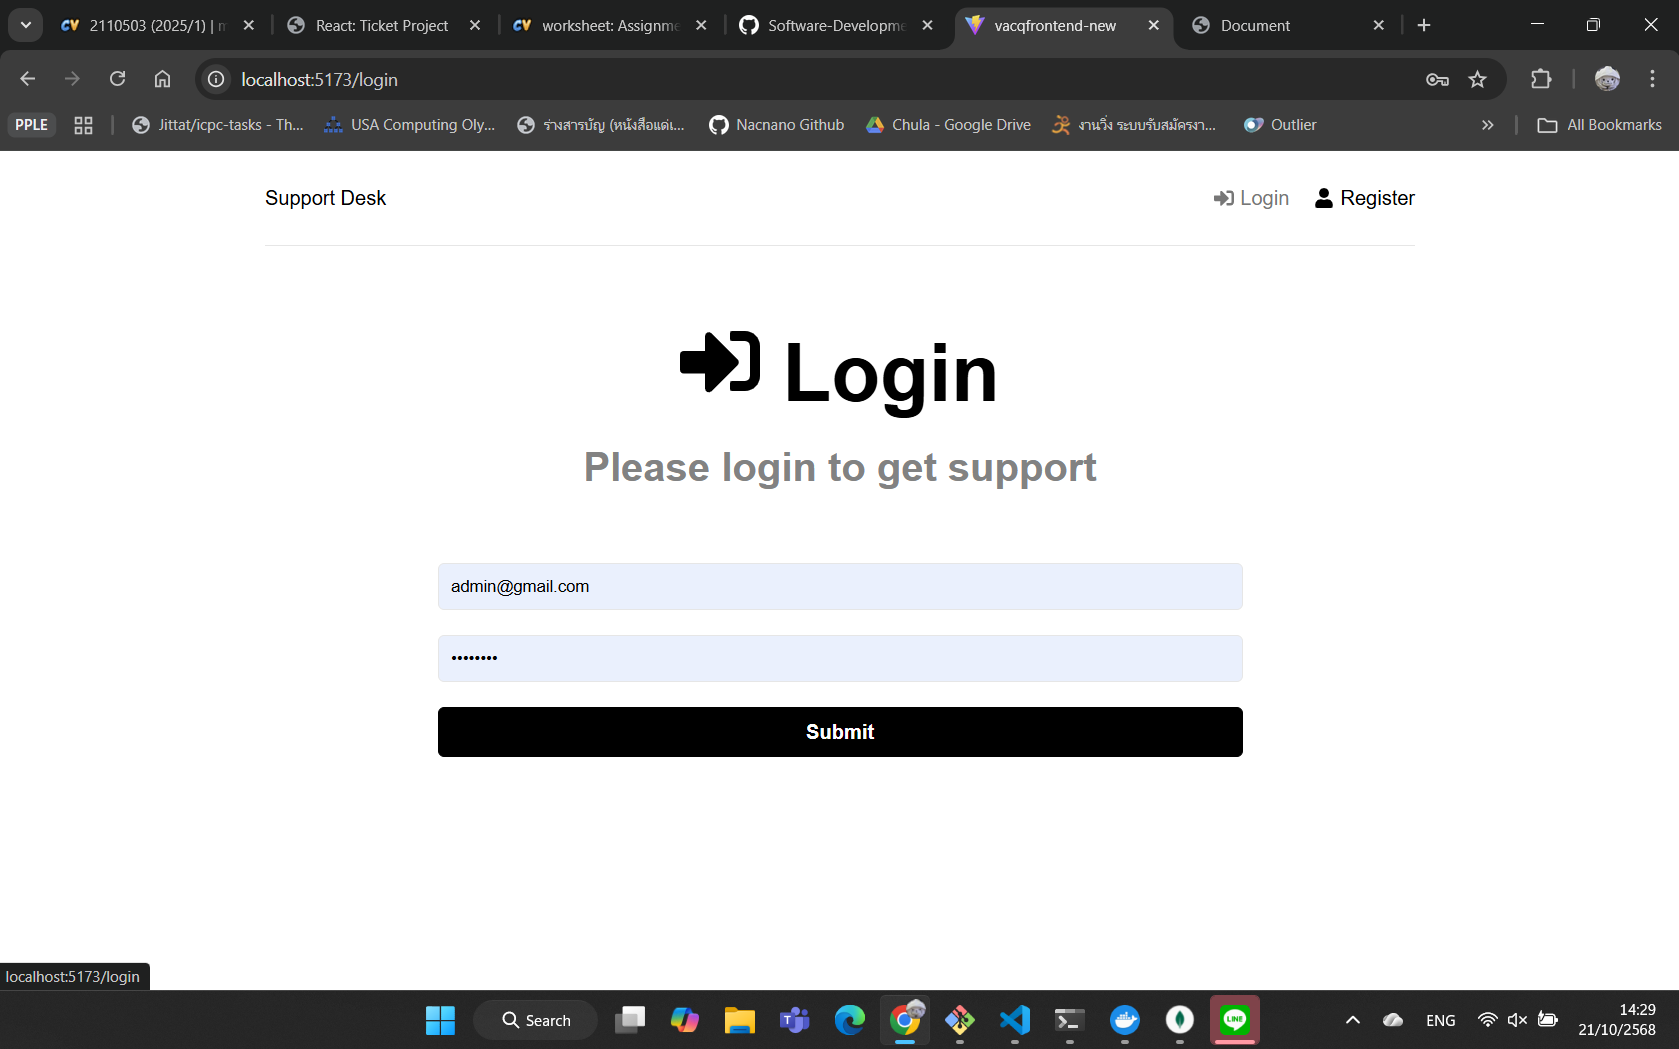 2110503 (2025/1) | m
React: Ticket Project
worksheet: Assignme
Software-Developme
vacqfrontend-new
Document
localhost:5173/login
PPLE
Jittat/icpc-tasks - Th...
USA Computing Oly...
ร่างสารบัญ (หนังสือแด่เ...
Nacnano Github
Chula - Google Drive
งานวิ่ง ระบบรับสมัครงา...
Outlier
All Bookmarks
Support Desk
Login
Register
Login
Please login to get support
admin@gmail.com
••••••••
Submit
localhost:5173/login
Search
LINE
ENG
14:29
21/10/2568